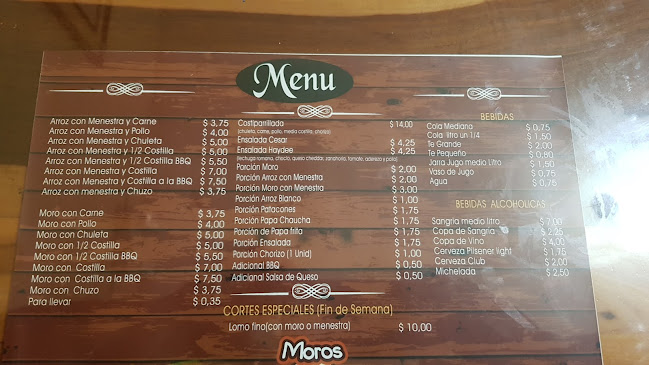 Menu
Arroz con Menestra y Carne $ 3,75
Arroz con Menestra y Pollo $ 4,00
Arroz con Menestra y Chuleta $ 5,00
Arroz con Menestra y 1/2 Costilla $ 5,00
Arroz con Menestra y 1/2 Costilla BBQ $ 5,50
Arroz con Menestra y Costilla $ 7,00
Arroz con Menestra y Costilla a la BBQ $ 7,50
Arroz con menestra y Chuzo $ 3,75
Moro con Carne $ 3,75
Moro con Pollo $ 4,00
Moro con Chuleta $ 5,00
Moro con 1/2 Costilla $ 5,00
Moro con 1/2 Costilla BBQ $ 5,50
Moro con Costilla $ 7,00
Moro con Costilla a la BBQ $ 7,50
Moro con Chuzo $ 3,75
Para llevar $ 0,35
Costiparrillada $ 14,00
(chuleta, carne, pollo, media costilla, chorizo)
Ensalada Cesar $ 4,25
Ensalada Haydee $ 4,25
Porción Moro $ 2,00
Porción Arroz con Menestra $ 2,00
Porción Moro con Menestra $ 3,00
Porción Arroz Blanco $ 1,00
Porción Patacones $ 1,75
Porción Papa Chaucha $ 1,75
Porción de Papa frita $ 1,75
Porción Ensalada $ 1,75
Porción Chorizo (1 Unid) $ 1,00
Adicional BBQ $ 0,50
Adicional Salsa de Queso $ 0,50
BEBIDAS
Cola Mediana $ 0,75
Cola litro un 1/4 $ 1,50
Te Grande $ 2,00
Te Pequeño $ 0,80
Jarra Jugo medio Litro $ 1,50
Vaso de Jugo $ 0,75
Agua $ 0,75
BEBIDAS ALCOHOLICAS
Sangria medio litro $ 7,00
Copa de Sangria $ 2,25
Copa de Vino $ 4,00
Cerveza Pilsener light $ 1,75
Cerveza Club $ 2,00
Michelada $ 2,50
CORTES ESPECIALES (Fin de Semana)
Lomo fino(con moro o menestra) $ 10,00
Moros